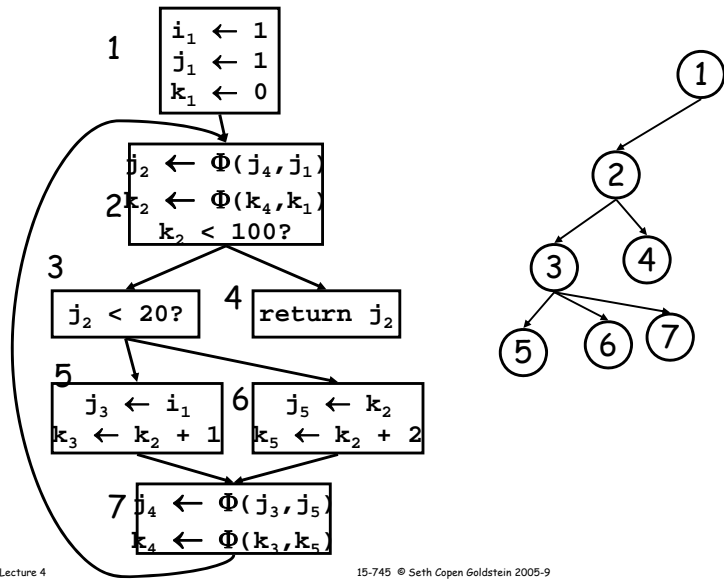 1
i₁ ← 1
j₁ ← 1
k₁ ← 0
2
j₂ ← Φ(j₄,j₁)
k₂ ← Φ(k₄,k₁)
k₂ < 100?
3
j₂ < 20?
4
return j₂
5
j₃ ← i₁
k₃ ← k₂ + 1
6
j₅ ← k₂
k₅ ← k₂ + 2
7
j₄ ← Φ(j₃,j₅)
k₄ ← Φ(k₃,k₅)
1
2
3
4
5
6
7
Lecture 4
15-745 © Seth Copen Goldstein 2005-9